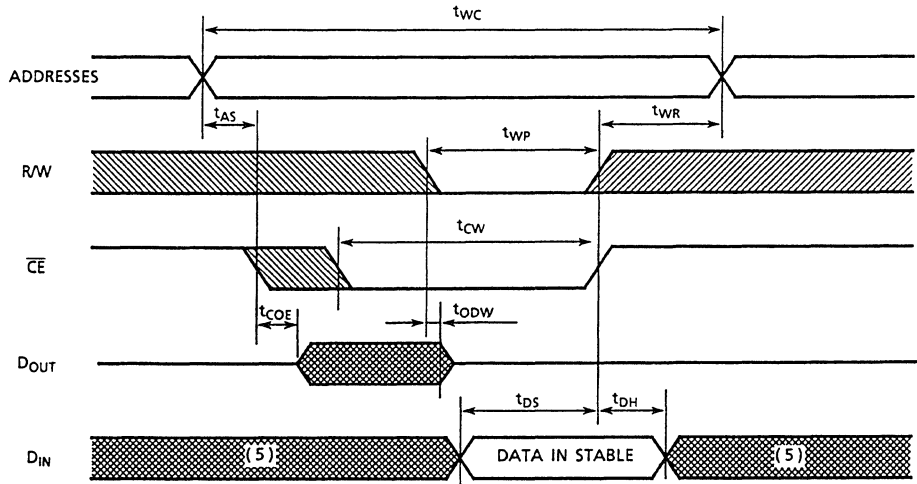 tWC
ADDRESSES
tAS
tWR
tWP
R/W
tCW
CE
tCOE
tODW
DOUT
tDS
tDH
DIN
(5)
DATA IN STABLE
(5)